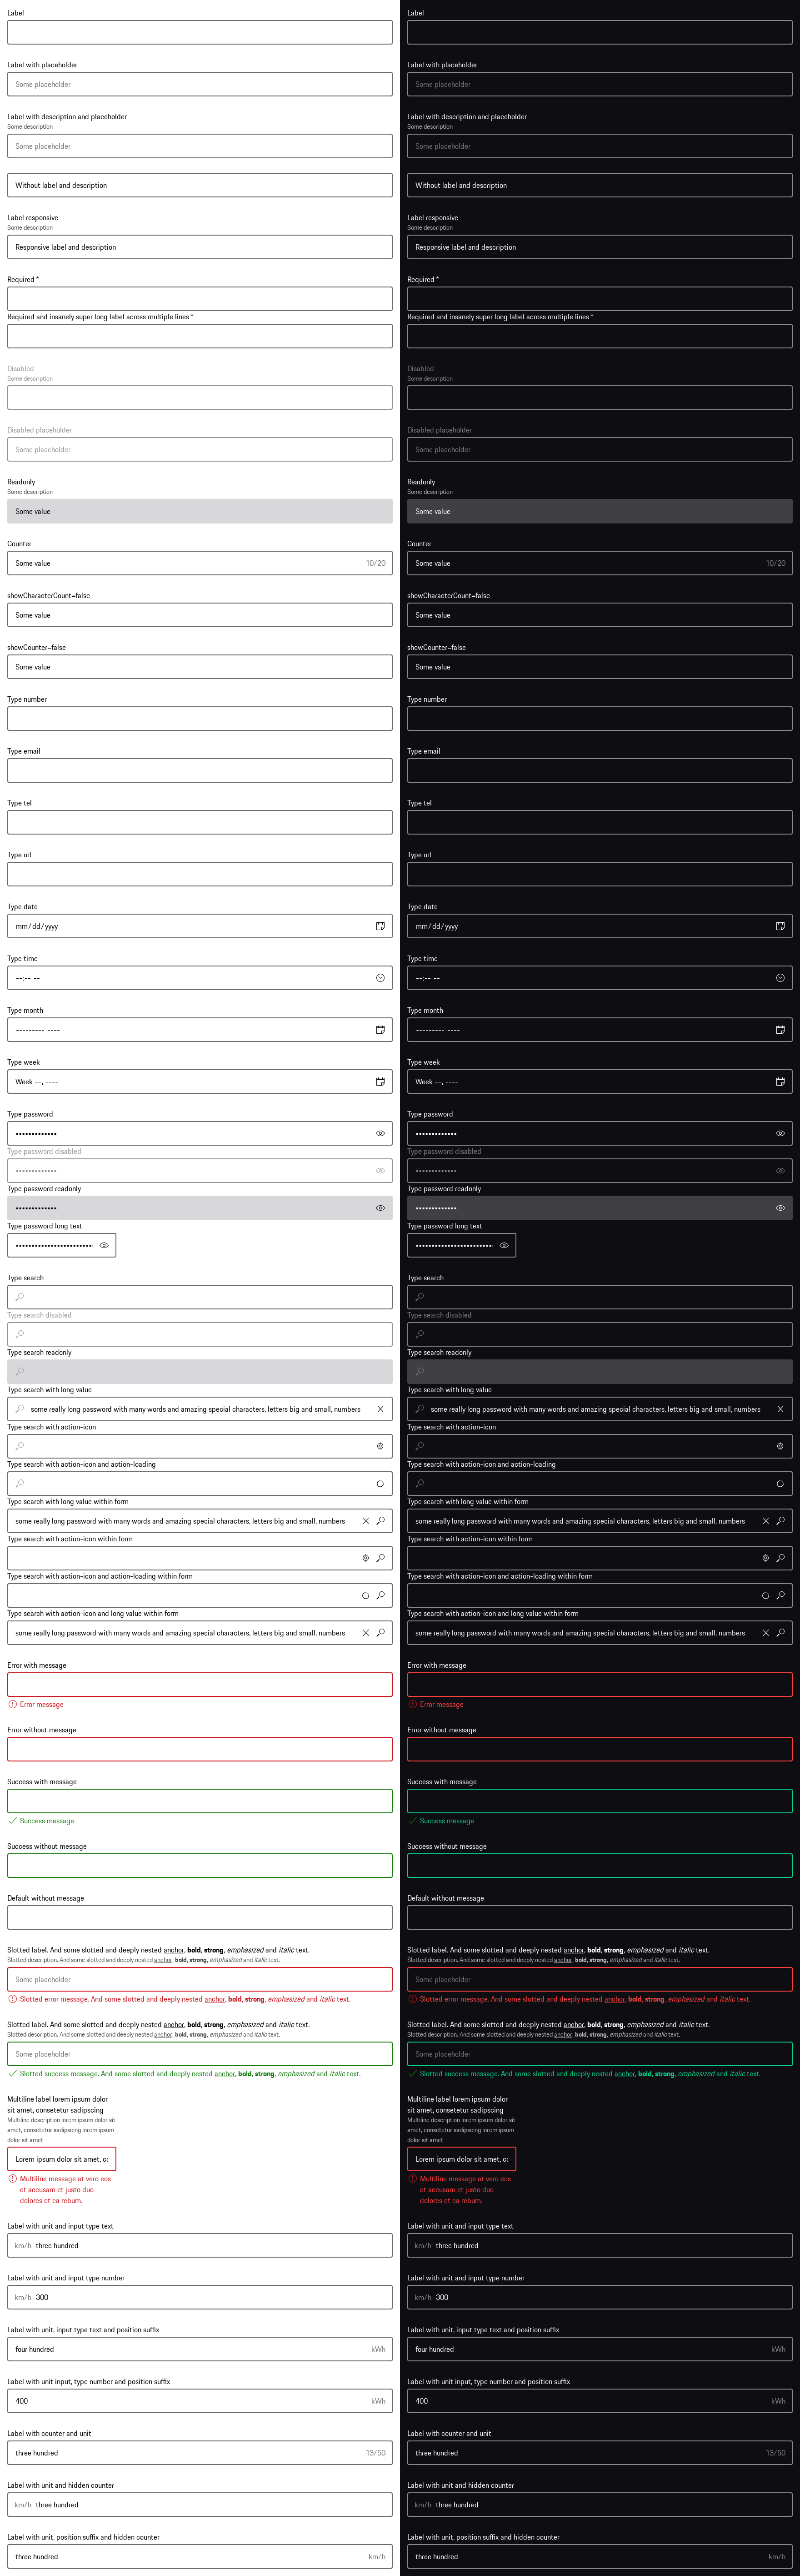 Label
Label with placeholder
Some placeholder
Label with description and placeholder
Some description
Some placeholder
Without label and description
Label responsive
Some description
Responsive label and description
Required *
Required and insanely super long label across multiple lines *
Disabled
Some description
Disabled placeholder
Some placeholder
Readonly
Some description
Some value
Counter
Some value 10/20
showCharacterCount=false
Some value
showCounter=false
Some value
Type number
Type email
Type tel
Type url
Type date
mm/dd/yyyy
Type time
--:-- --
Type month
--------- ----
Type week
Week --, ----
Type password
•••••••••••••
Type password disabled
•••••••••••••
Type password readonly
•••••••••••••
Type password long text
••••••••••••••••••••••••
Type search
Type search disabled
Type search readonly
Type search with long value
some really long password with many words and amazing special characters, letters big and small, numbers
Type search with action-icon
Type search with action-icon and action-loading
Type search with long value within form
some really long password with many words and amazing special characters, letters big and small, numbers
Type search with action-icon within form
Type search with action-icon and action-loading within form
Type search with action-icon and long value within form
some really long password with many words and amazing special characters, letters big and small, numbers
Error with message
Error message
Error without message
Success with message
Success message
Success without message
Default without message
Slotted label. And some slotted and deeply nested anchor, bold, strong, emphasized and italic text.
Slotted description. And some slotted and deeply nested anchor, bold, strong, emphasized and italic text.
Some placeholder
Slotted error message. And some slotted and deeply nested anchor, bold, strong, emphasized and italic text.
Slotted label. And some slotted and deeply nested anchor, bold, strong, emphasized and italic text.
Slotted description. And some slotted and deeply nested anchor, bold, strong, emphasized and italic text.
Some placeholder
Slotted success message. And some slotted and deeply nested anchor, bold, strong, emphasized and italic text.
Multiline label lorem ipsum dolor
sit amet, consetetur sadipscing
Multiline description lorem ipsum dolor sit
amet, consetetur sadipscing lorem ipsum
dolor sit amet
Lorem ipsum dolor sit amet, co
Multiline message at vero eos
et accusam et justo duo
dolores et ea rebum.
Label with unit and input type text
km/h three hundred
Label with unit and input type number
km/h 300
Label with unit, input type text and position suffix
four hundred kWh
Label with unit input, type number and position suffix
400 kWh
Label with counter and unit
three hundred 13/50
Label with unit and hidden counter
km/h three hundred
Label with unit, position suffix and hidden counter
three hundred km/h
Label
Label with placeholder
Some placeholder
Label with description and placeholder
Some description
Some placeholder
Without label and description
Label responsive
Some description
Responsive label and description
Required *
Required and insanely super long label across multiple lines *
Disabled
Some description
Disabled placeholder
Some placeholder
Readonly
Some description
Some value
Counter
Some value 10/20
showCharacterCount=false
Some value
showCounter=false
Some value
Type number
Type email
Type tel
Type url
Type date
mm/dd/yyyy
Type time
--:-- --
Type month
--------- ----
Type week
Week --, ----
Type password
•••••••••••••
Type password disabled
•••••••••••••
Type password readonly
•••••••••••••
Type password long text
••••••••••••••••••••••••
Type search
Type search disabled
Type search readonly
Type search with long value
some really long password with many words and amazing special characters, letters big and small, numbers
Type search with action-icon
Type search with action-icon and action-loading
Type search with long value within form
some really long password with many words and amazing special characters, letters big and small, numbers
Type search with action-icon within form
Type search with action-icon and action-loading within form
Type search with action-icon and long value within form
some really long password with many words and amazing special characters, letters big and small, numbers
Error with message
Error message
Error without message
Success with message
Success message
Success without message
Default without message
Slotted label. And some slotted and deeply nested anchor, bold, strong, emphasized and italic text.
Slotted description. And some slotted and deeply nested anchor, bold, strong, emphasized and italic text.
Some placeholder
Slotted error message. And some slotted and deeply nested anchor, bold, strong, emphasized and italic text.
Slotted label. And some slotted and deeply nested anchor, bold, strong, emphasized and italic text.
Slotted description. And some slotted and deeply nested anchor, bold, strong, emphasized and italic text.
Some placeholder
Slotted success message. And some slotted and deeply nested anchor, bold, strong, emphasized and italic text.
Multiline label lorem ipsum dolor
sit amet, consetetur sadipscing
Multiline description lorem ipsum dolor sit
amet, consetetur sadipscing lorem ipsum
dolor sit amet
Lorem ipsum dolor sit amet, co
Multiline message at vero eos
et accusam et justo duo
dolores et ea rebum.
Label with unit and input type text
km/h three hundred
Label with unit and input type number
km/h 300
Label with unit, input type text and position suffix
four hundred kWh
Label with unit input, type number and position suffix
400 kWh
Label with counter and unit
three hundred 13/50
Label with unit and hidden counter
km/h three hundred
Label with unit, position suffix and hidden counter
three hundred km/h